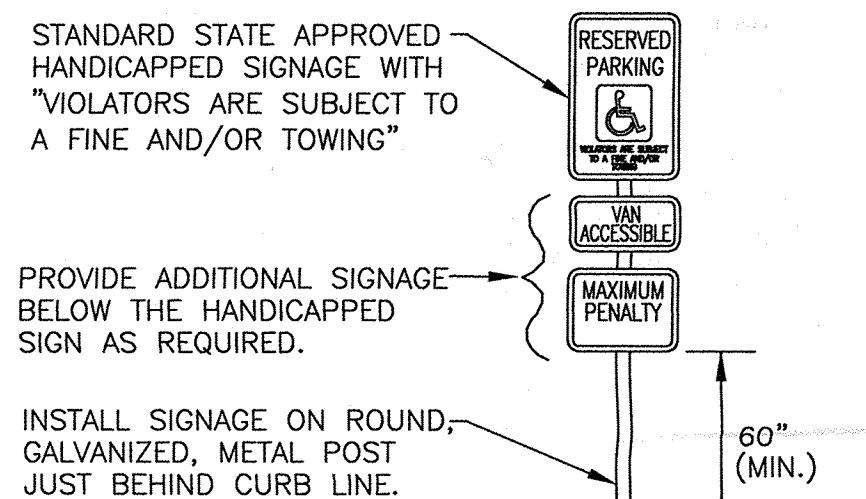 STANDARD STATE APPROVED
HANDICAPPED SIGNAGE WITH
"VIOLATORS ARE SUBJECT TO
A FINE AND/OR TOWING"
RESERVED
PARKING
VIOLATORS ARE SUBJECT
TO A FINE AND/OR
TOWING
VAN
ACCESSIBLE
PROVIDE ADDITIONAL SIGNAGE
BELOW THE HANDICAPPED
SIGN AS REQUIRED.
MAXIMUM
PENALTY
INSTALL SIGNAGE ON ROUND,
GALVANIZED, METAL POST
JUST BEHIND CURB LINE.
60"
(MIN.)